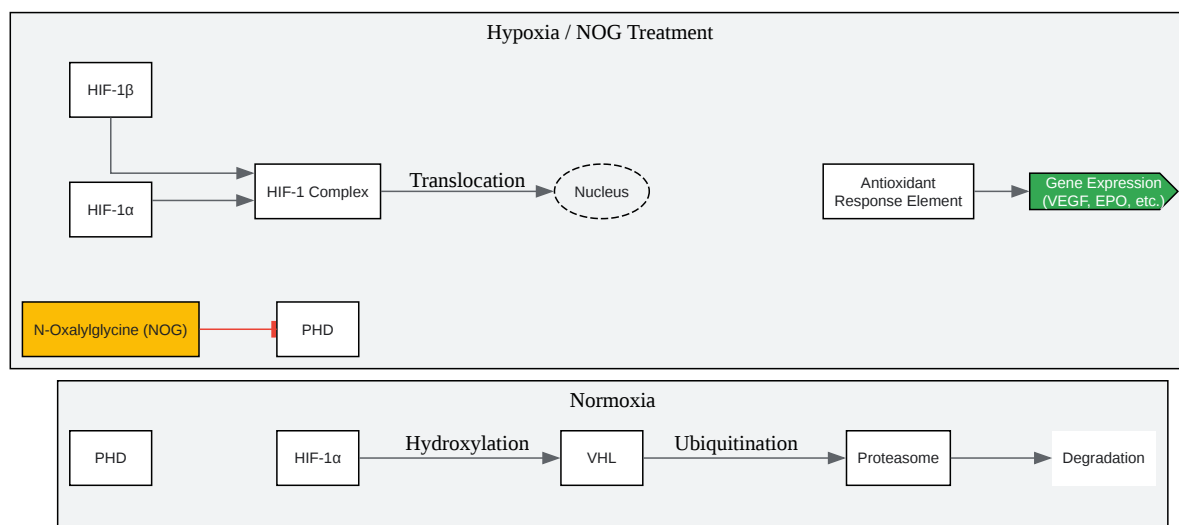 Hypoxia / NOG Treatment
HIF-1β
HIF-1α
HIF-1 Complex
Translocation
Nucleus
Antioxidant
Response Element
Gene Expression
(VEGF, EPO, etc.)
N-Oxalylglycine (NOG)
PHD
Normoxia
PHD
HIF-1α
Hydroxylation
VHL
Ubiquitination
Proteasome
Degradation